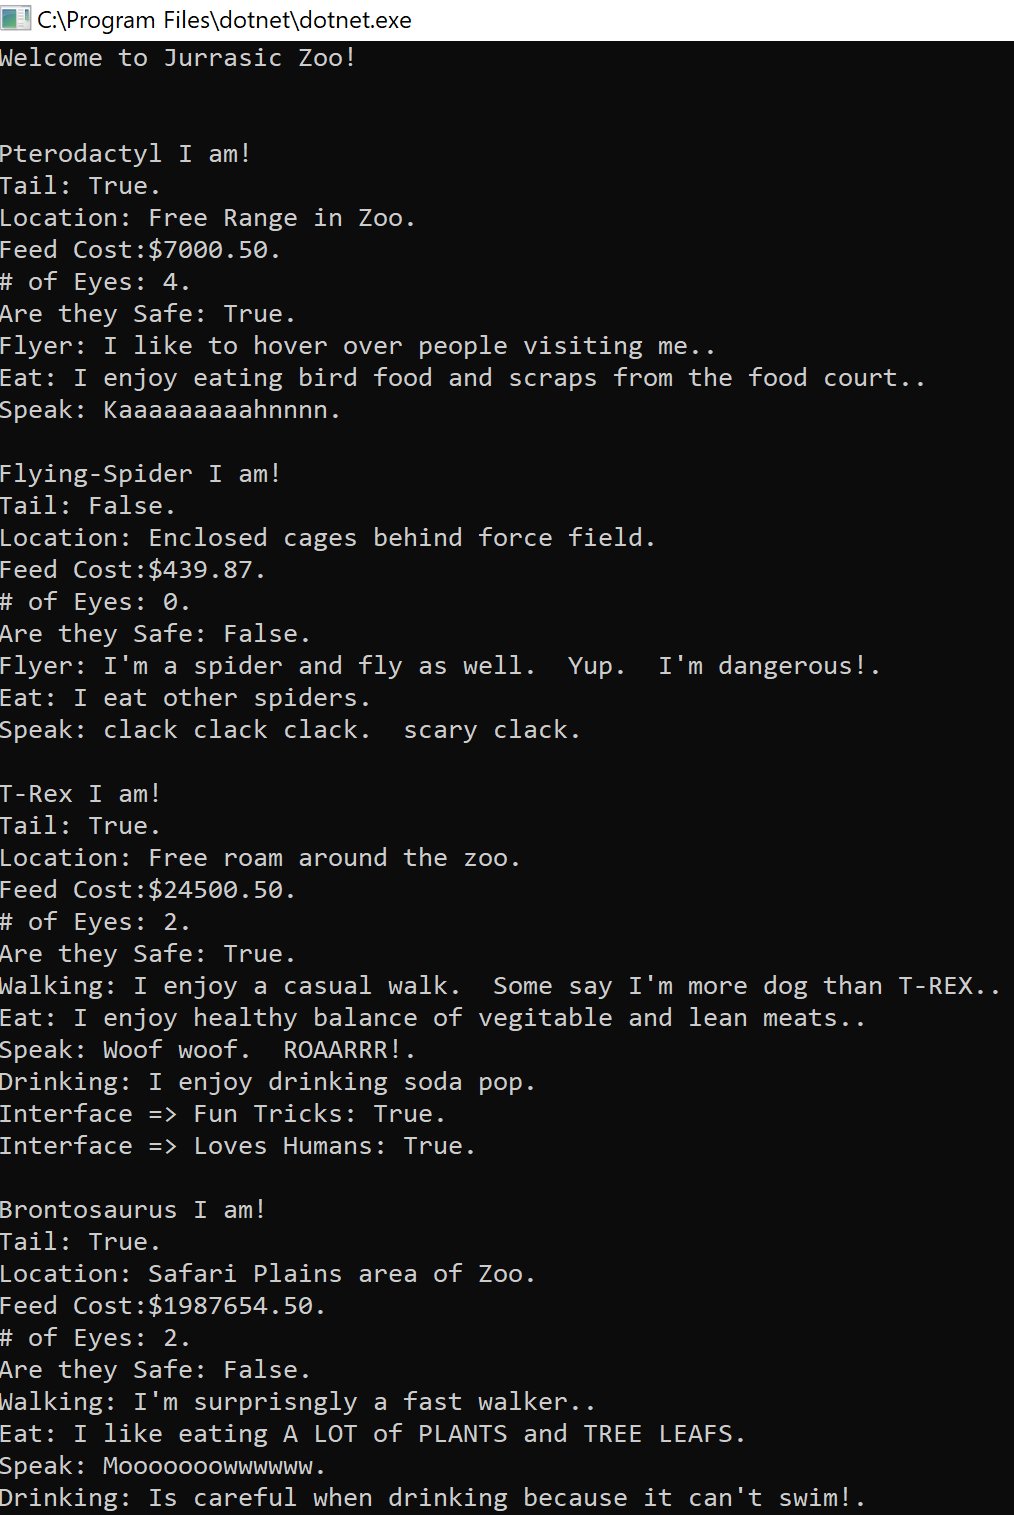 C:\Program Files\dotnet\dotnet.exe
Welcome to Jurrasic Zoo!
Pterodactyl I am!
Tail: True.
Location: Free Range in Zoo.
Feed Cost:$7000.50.
# of Eyes: 4.
Are they Safe: True.
Flyer: I like to hover over people visiting me..
Eat: I enjoy eating bird food and scraps from the food court..
Speak: Kaaaaaaaaahnnnn.
Flying-Spider I am!
Tail: False.
Location: Enclosed cages behind force field.
Feed Cost:$439.87.
# of Eyes: 0.
Are they Safe: False.
Flyer: I'm a spider and fly as well.  Yup.  I'm dangerous!.
Eat: I eat other spiders.
Speak: clack clack clack.  scary clack.
T-Rex I am!
Tail: True.
Location: Free roam around the zoo.
Feed Cost:$24500.50.
# of Eyes: 2.
Are they Safe: True.
Walking: I enjoy a casual walk.  Some say I'm more dog than T-REX..
Eat: I enjoy healthy balance of vegitable and lean meats..
Speak: Woof woof.  ROAARRR!.
Drinking: I enjoy drinking soda pop.
Interface => Fun Tricks: True.
Interface => Loves Humans: True.
Brontosaurus I am!
Tail: True.
Location: Safari Plains area of Zoo.
Feed Cost:$1987654.50.
# of Eyes: 2.
Are they Safe: False.
Walking: I'm surprisngly a fast walker..
Eat: I like eating A LOT of PLANTS and TREE LEAFS.
Speak: Mooooooowwwwww.
Drinking: Is careful when drinking because it can't swim!.